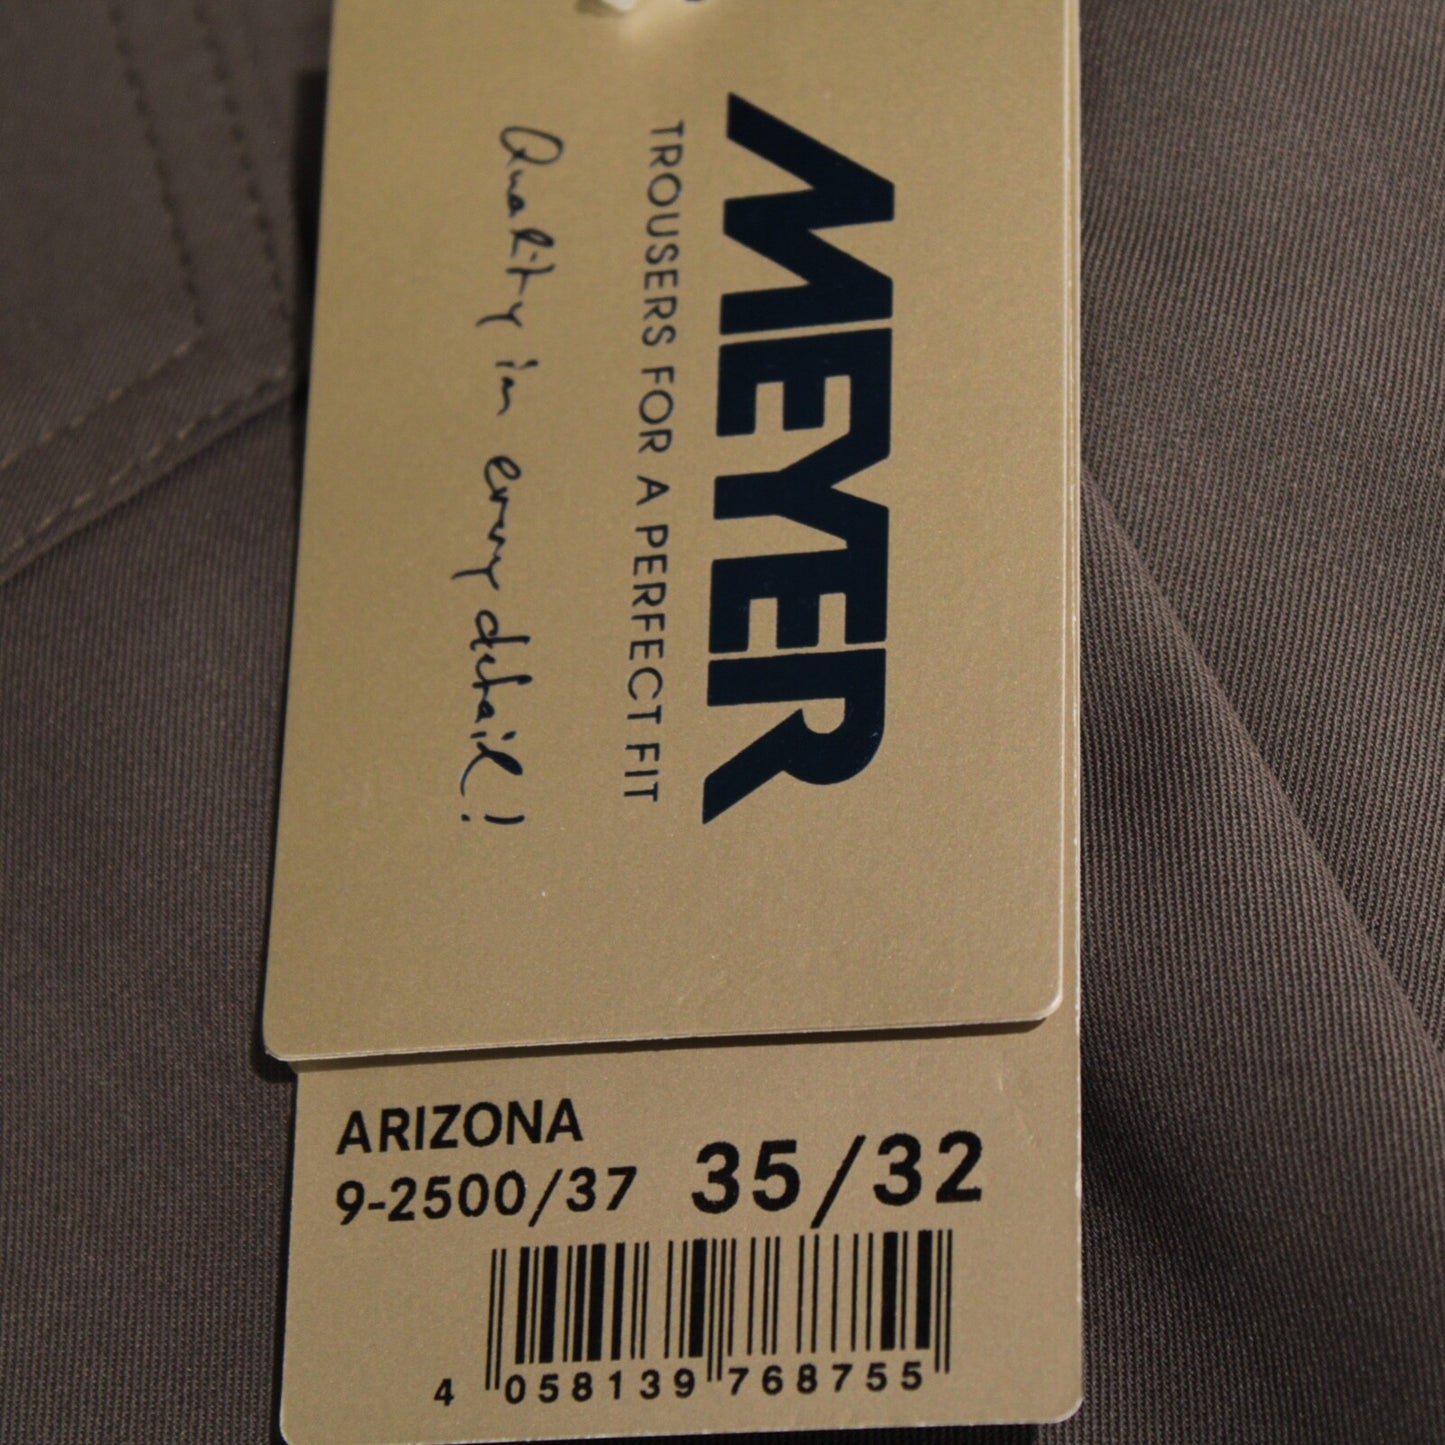 MEYER
TROUSERS FOR A PERFECT FIT
Quality in every detail!
ARIZONA
9-2500/37 35/32
4 058139 768755